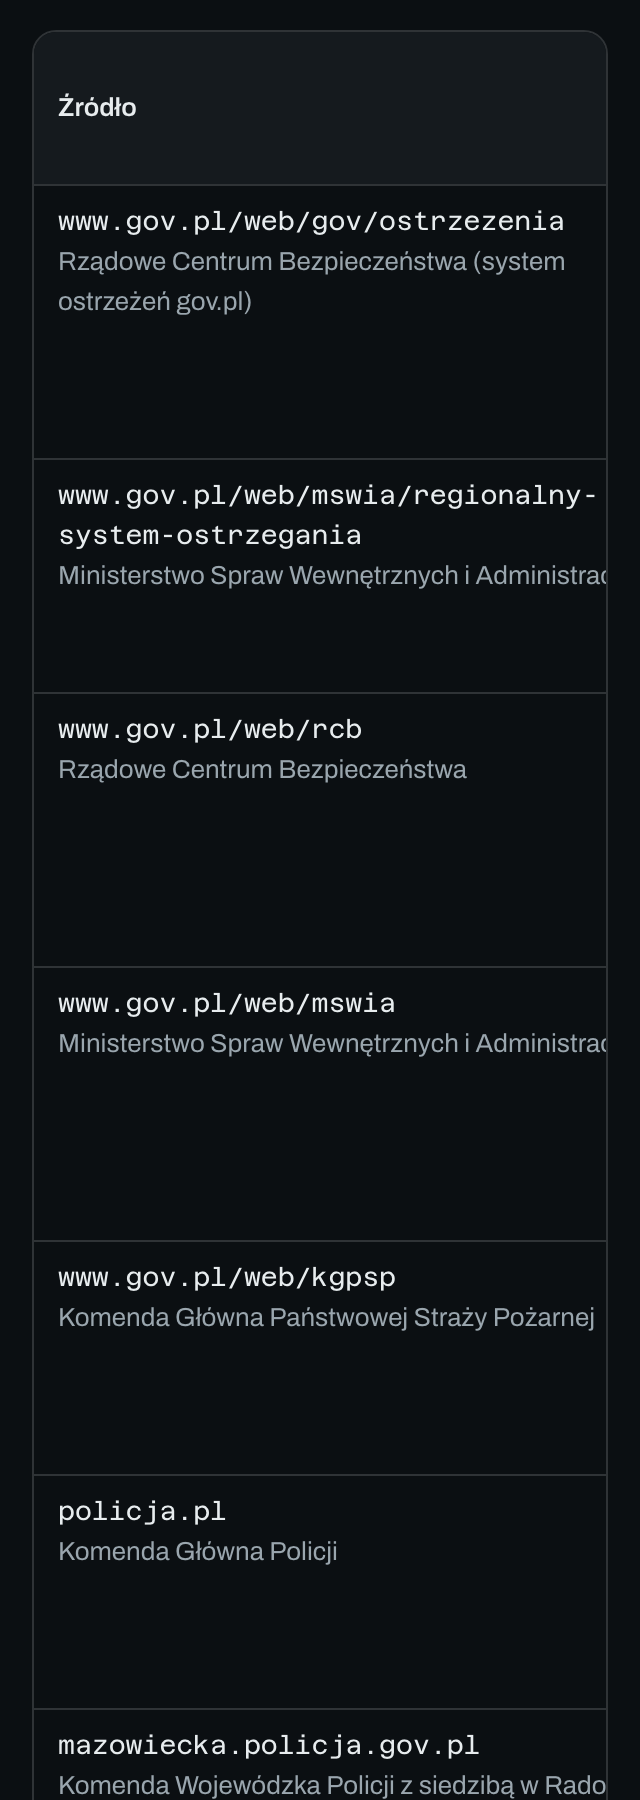 Źródło
www.gov.pl/web/gov/ostrzezenia
Rządowe Centrum Bezpieczeństwa (system
ostrzeżeń gov.pl)
www.gov.pl/web/mswia/regionalny-
system-ostrzegania
Ministerstwo Spraw Wewnętrznych i
www.gov.pl/web/rcb
Rządowe Centrum Bezpieczeństwa
www.gov.pl/web/mswia
Ministerstwo Spraw Wewnętrznych i
www.gov.pl/web/kgpsp
Komenda Główna Państwowej Straży Pożarnej
policja.pl
Komenda Główna Policji
mazowiecka.policja.gov.pl
Komenda Wojewódzka Policji z siedzibą w